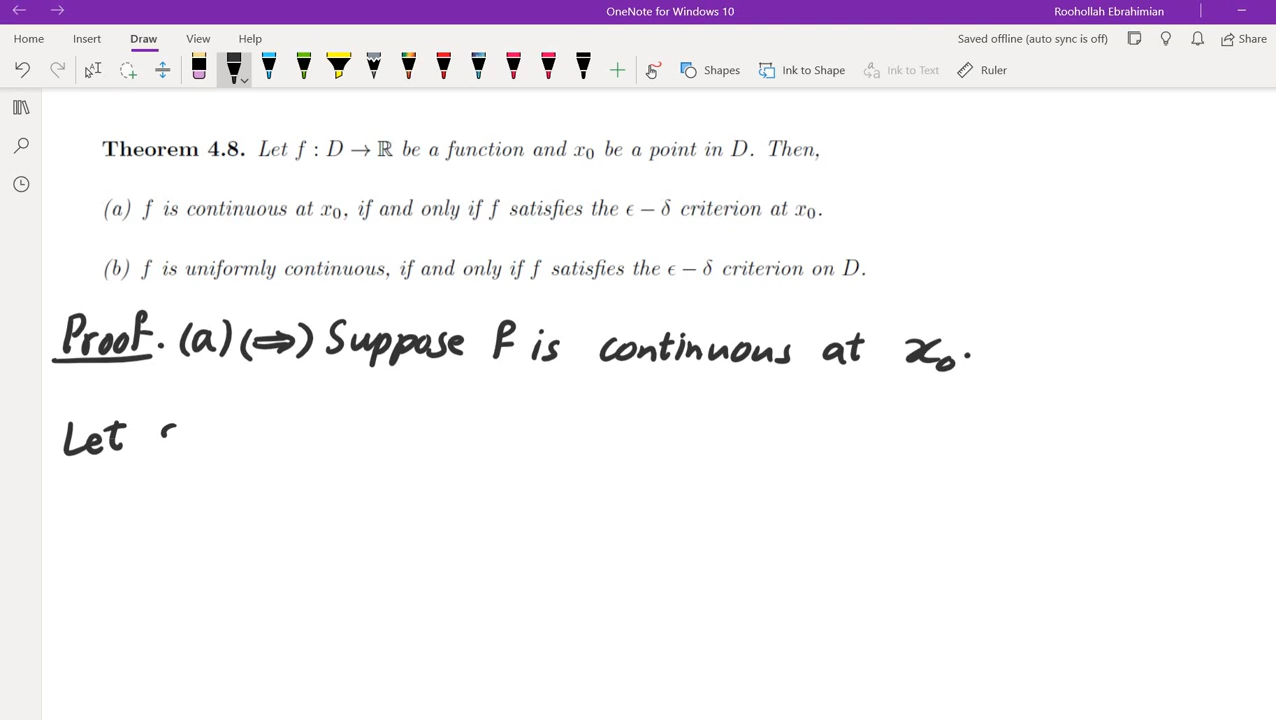 OneNote for Windows 10
Roohollah Ebrahimian
Home Insert Draw View Help
Saved offline (auto sync is off)
Share
Shapes
Ink to Shape
Ink to Text
Ruler
Theorem 4.8. Let f : D → ℝ be a function and x₀ be a point in D. Then,
(a) f is continuous at x₀, if and only if f satisfies the ϵ − δ criterion at x₀.
(b) f is uniformly continuous, if and only if f satisfies the ϵ − δ criterion on D.
Proof. (a) (⇒) Suppose f is continuous at x₀.
Let